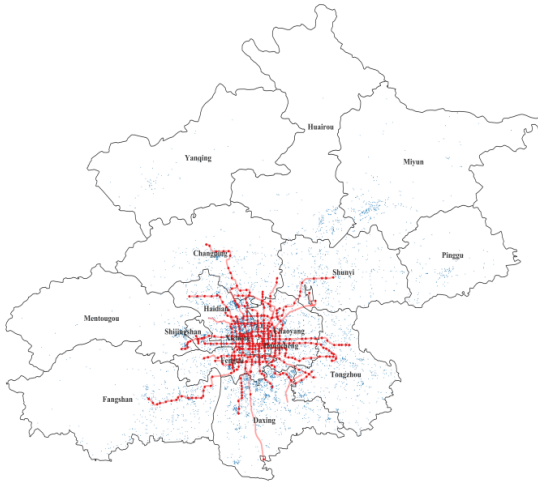 Huairou
Yanqing
Miyun
Changping
Pinggu
Shunyi
Haidian
Mentougou
Shijingshan
Chaoyang
Tongzhou
Fangshan
Daxing